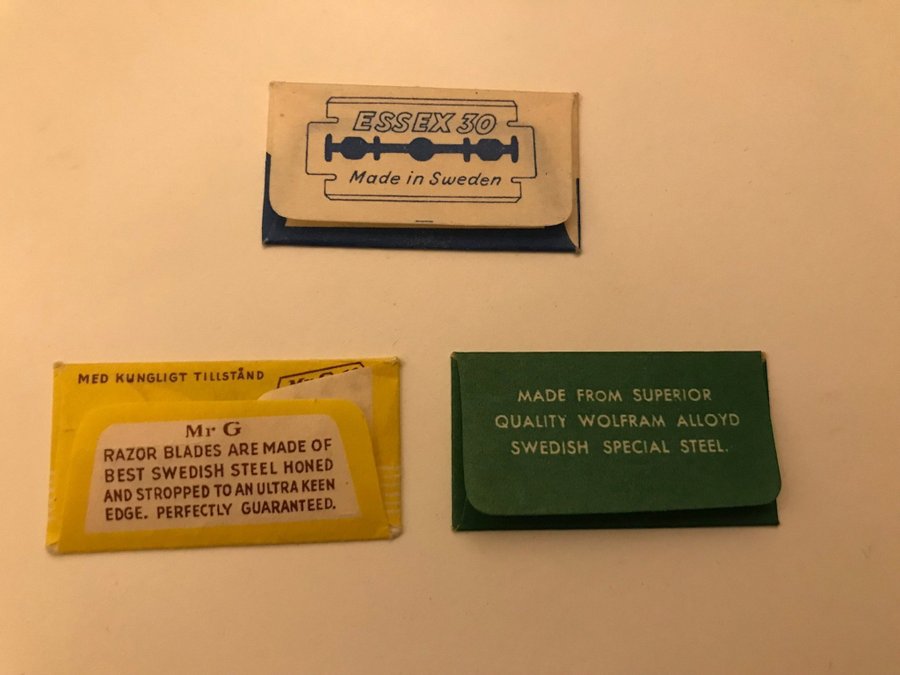 ESSEX 30
Made in Sweden
MED KUNGLIGT TILLSTÅND
Mr G
RAZOR BLADES ARE MADE OF
BEST SWEDISH STEEL HONED
AND STROPPED TO AN ULTRA KEEN
EDGE. PERFECTLY GUARANTEED.
MADE FROM SUPERIOR
QUALITY WOLFRAM ALLOYD
SWEDISH SPECIAL STEEL.